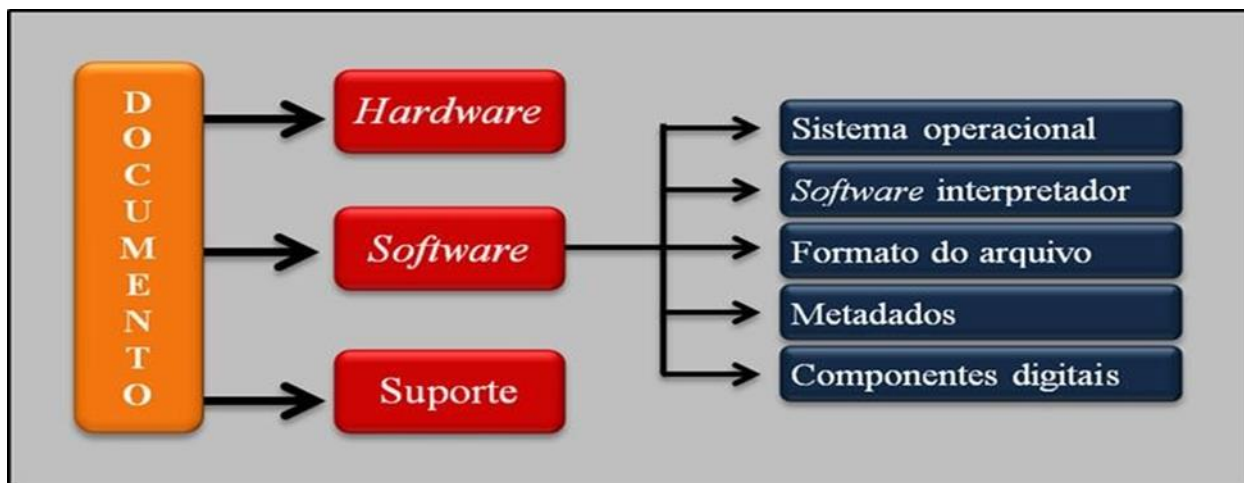 DOCUMENTO
Hardware
Software
Suporte
Sistema operacional
Software interpretador
Formato do arquivo
Metadados
Componentes digitais